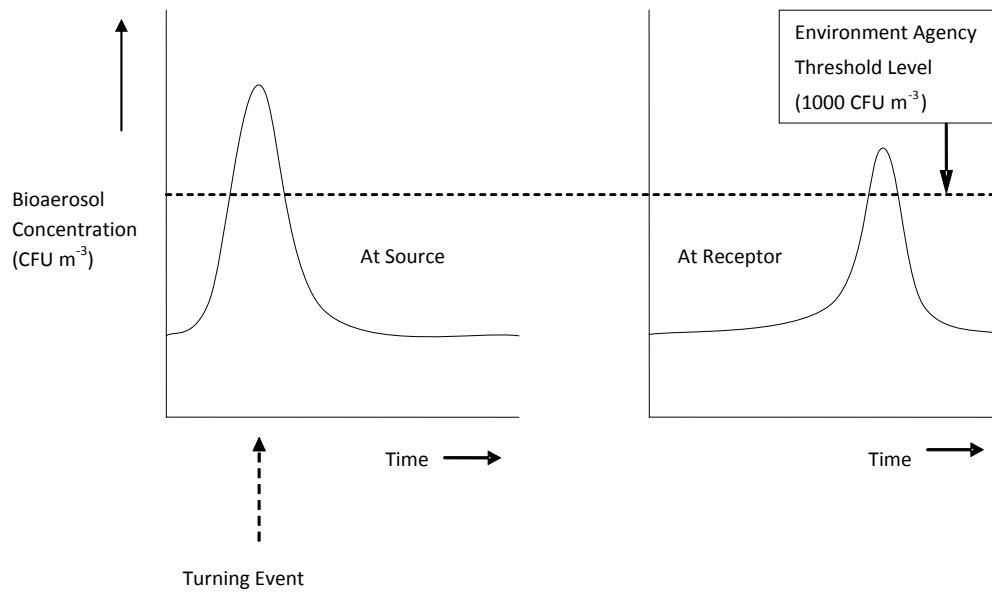 Environment Agency
Threshold Level
(1000 CFU m⁻³)
Bioaerosol
Concentration
(CFU m⁻³)
At Source
At Receptor
Time
Time
Turning Event